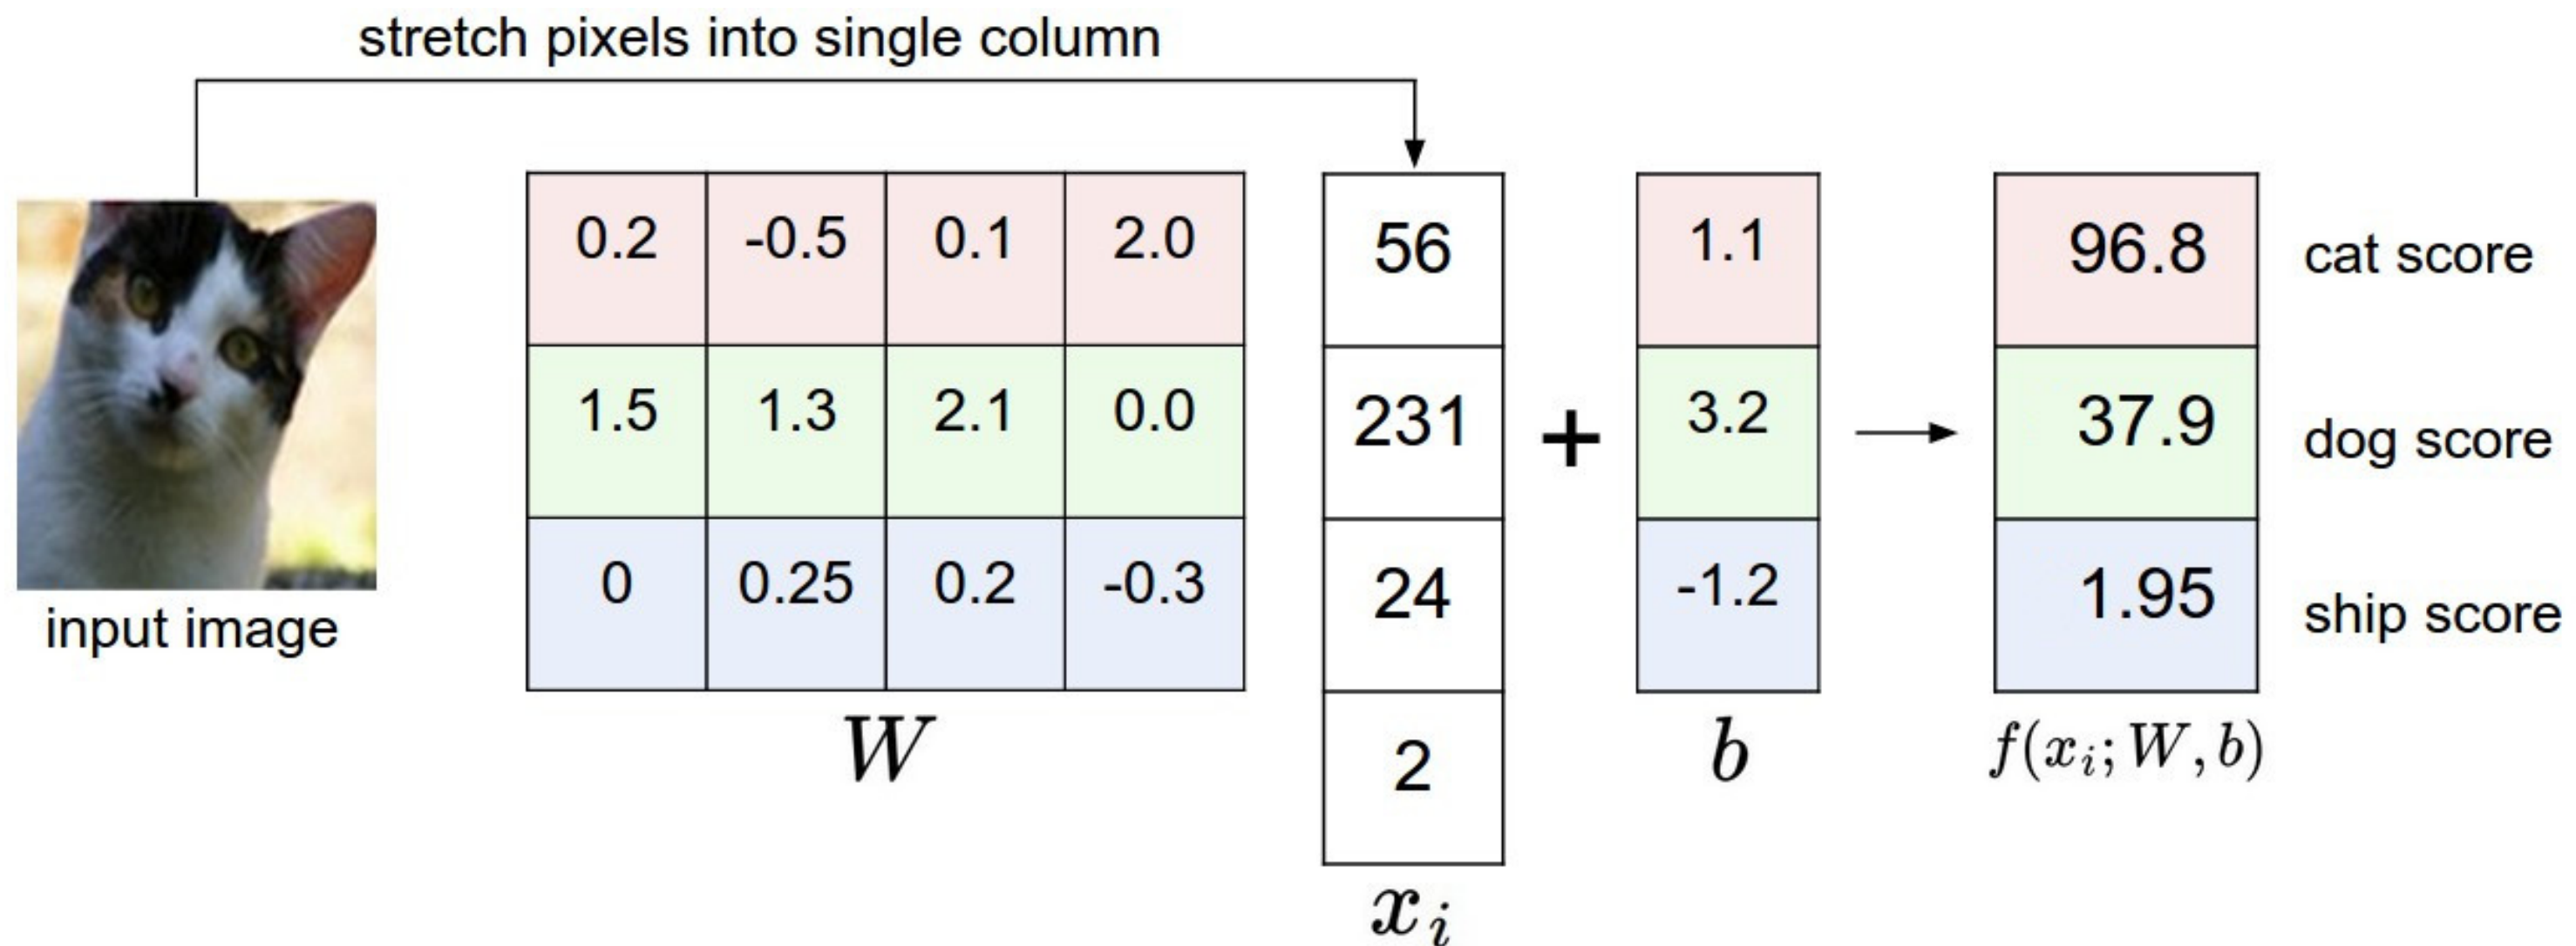 stretch pixels into single column
0.2 -0.5 0.1 2.0
1.5 1.3 2.1 0.0
0 0.25 0.2 -0.3
W
56
231
24
2
x_i
+
1.1
3.2
-1.2
b
96.8 cat score
37.9 dog score
1.95 ship score
f(x_i; W, b)
input image